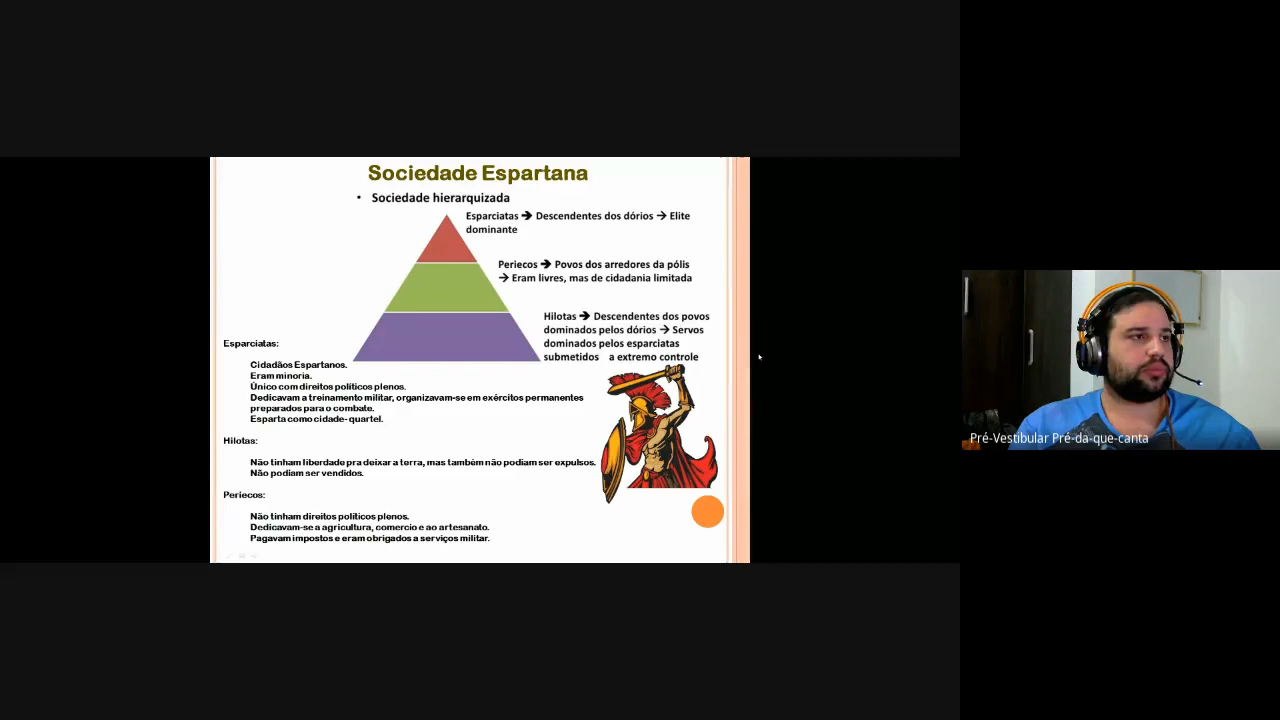 Sociedade Espartana
• Sociedade hierarquizada
Esparciatas ➔ Descendentes dos dórios → Elite
dominante
Periecos ➔ Povos dos arredores da pólis
→ Eram livres, mas de cidadania limitada
Hilotas ➔ Descendentes dos povos
dominados pelos dórios → Servos
dominados pelos esparciatas
submetidos a extremo controle
Esparciatas:
Cidadãos Espartanos.
Eram minoria.
Único com direitos políticos plenos.
Dedicavam a treinamento militar, organizavam-se em exércitos permanentes
preparados para o combate.
Esparta como cidade-quartel.
Hilotas:
Não tinham liberdade pra deixar a terra, mas também não podiam ser expulsos.
Não podiam ser vendidos.
Periecos:
Não tinham direitos políticos plenos.
Dedicavam-se a agricultura, comercio e ao artesanato.
Pagavam impostos e eram obrigados a serviços militar.
Pré-Vestibular Pré-da-que-canta